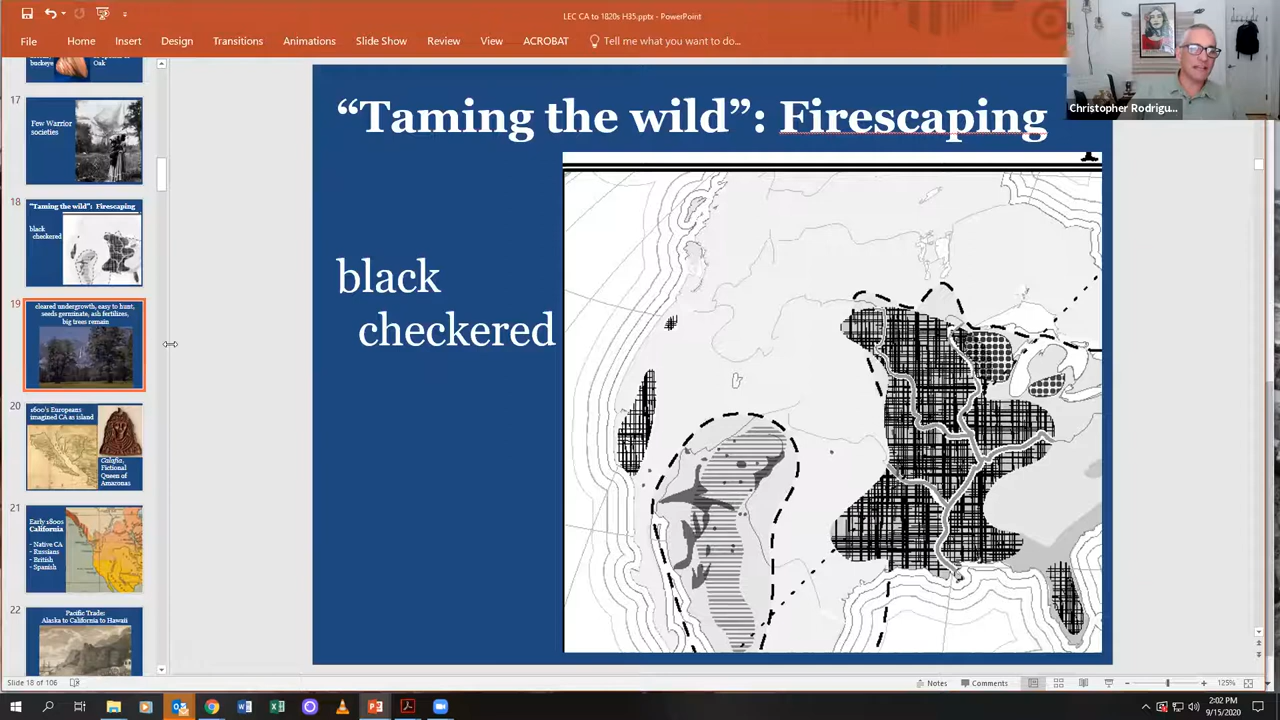 LEC CA to 1820s H35.pptx - PowerPoint
File Home Insert Design Transitions Animations Slide Show Review View ACROBAT Tell me what you want to do...
Christopher Rodrigu...
buckeye
Oak
17
Few Warrior
societies
18
"Taming the wild": Firescaping
black
checkered
19
cleared undergrowth, easy to hunt,
seeds germinate, ash fertilizes,
big trees remain
20
1600's Europeans
imagined CA as island
Calafia,
Fictional
Queen of
Amazonas
21
Early 1800s
California
- Native CA
- Russians
- British
- Spanish
22
Pacific Trade:
Alaska to California to Hawaii
“Taming the wild”: Firescaping
black
checkered
Slide 18 of 106
Notes Comments 125%
2:02 PM
9/15/2020